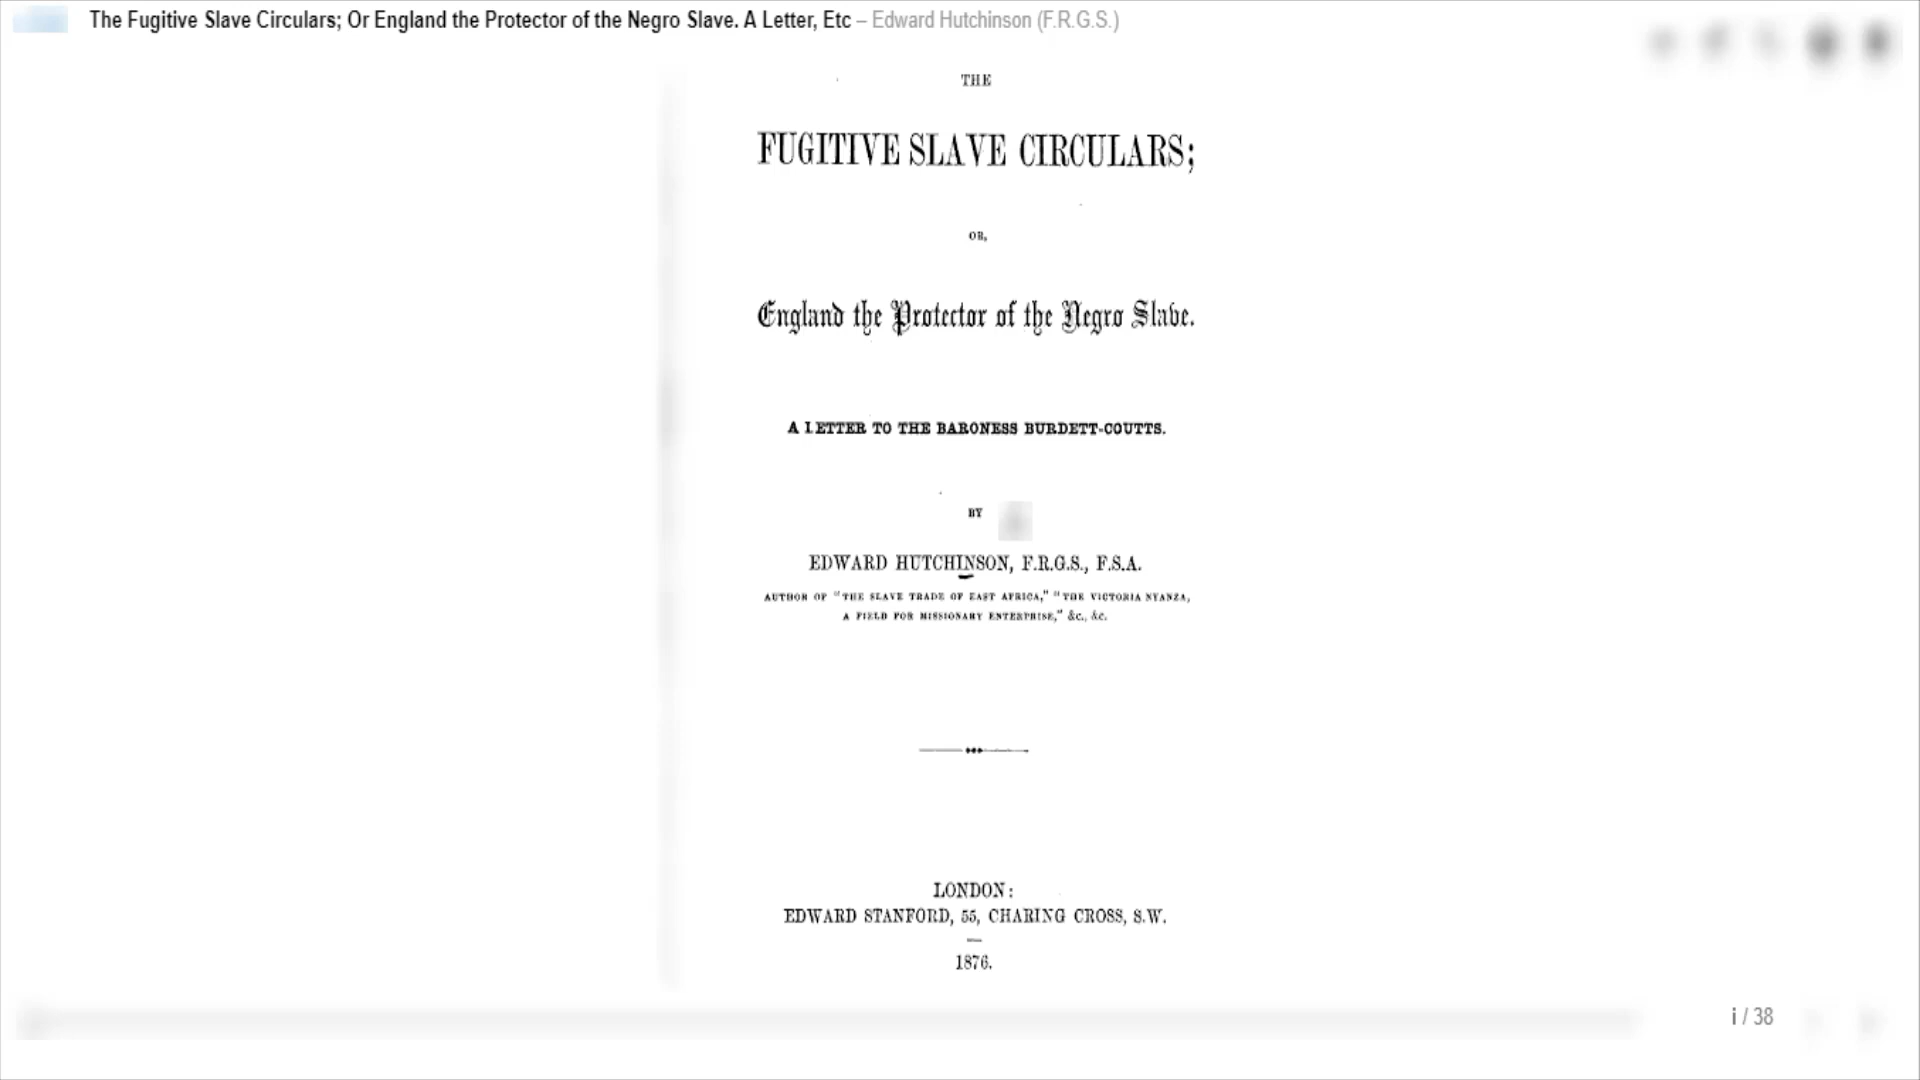 The Fugitive Slave Circulars; Or England the Protector of the Negro Slave. A Letter, Etc – Edward Hutchinson (F.R.G.S.)
THE
FUGITIVE SLAVE CIRCULARS;
OR,
England the Protector of the Negro Slave.
A LETTER TO THE BARONESS BURDETT-COUTTS.
BY
EDWARD HUTCHINSON, F.R.G.S., F.S.A.
AUTHOR OF "THE SLAVE TRADE OF EAST AFRICA," "THE VICTORIA NYANZA,
A FIELD FOR MISSIONARY ENTERPRISE," &c., &c.
LONDON:
EDWARD STANFORD, 55, CHARING CROSS, S.W.
1876.
i / 38